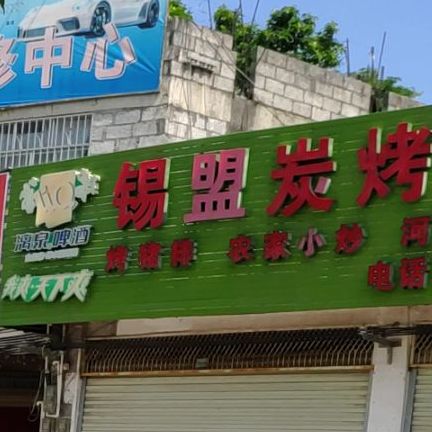 修中心
锡盟炭烤
漓泉啤酒
烤猪排 农家小炒 河
电话